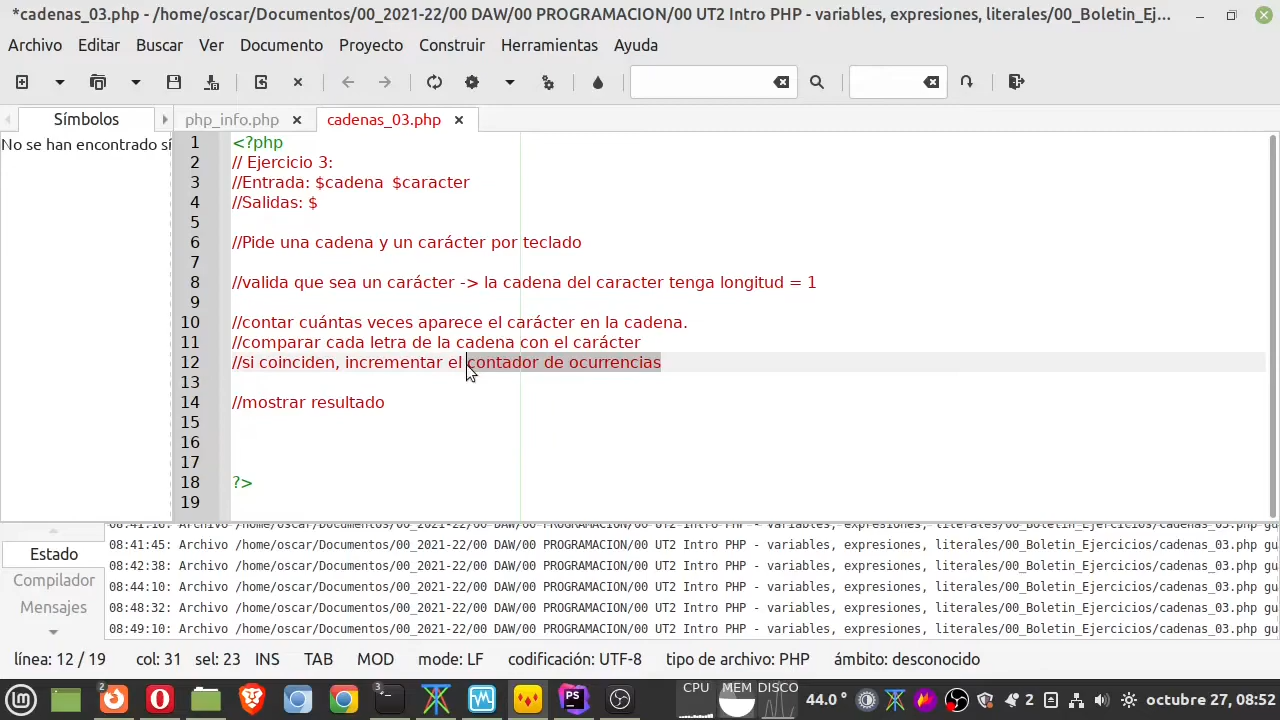 *cadenas_03.php - /home/oscar/Documentos/00_2021-22/00 DAW/00 PROGRAMACION/00 UT2 Intro PHP - variables, expresiones, literales/00_Boletin_Ej...
Archivo Editar Buscar Ver Documento Proyecto Construir Herramientas Ayuda
Símbolos
php_info.php
cadenas_03.php
No se han encontrado sí
1 <?php
2 // Ejercicio 3:
3 //Entrada: $cadena $caracter
4 //Salidas: $
5
6 //Pide una cadena y un carácter por teclado
7
8 //valida que sea un carácter -> la cadena del caracter tenga longitud = 1
9
10 //contar cuántas veces aparece el carácter en la cadena.
11 //comparar cada letra de la cadena con el carácter
12 //si coinciden, incrementar el contador de ocurrencias
13
14 //mostrar resultado
15
16
17
18 ?>
19
Estado
Compilador
Mensajes
08:41:45: Archivo /home/oscar/Documentos/00_2021-22/00 DAW/00 PROGRAMACION/00 UT2 Intro PHP - variables, expresiones, literales/00_Boletin_Ejercicios/cadenas_03.php gu
08:42:38: Archivo /home/oscar/Documentos/00_2021-22/00 DAW/00 PROGRAMACION/00 UT2 Intro PHP - variables, expresiones, literales/00_Boletin_Ejercicios/cadenas_03.php gu
08:44:10: Archivo /home/oscar/Documentos/00_2021-22/00 DAW/00 PROGRAMACION/00 UT2 Intro PHP - variables, expresiones, literales/00_Boletin_Ejercicios/cadenas_03.php gu
08:48:32: Archivo /home/oscar/Documentos/00_2021-22/00 DAW/00 PROGRAMACION/00 UT2 Intro PHP - variables, expresiones, literales/00_Boletin_Ejercicios/cadenas_03.php gu
08:49:10: Archivo /home/oscar/Documentos/00_2021-22/00 DAW/00 PROGRAMACION/00 UT2 Intro PHP - variables, expresiones, literales/00_Boletin_Ejercicios/cadenas_03.php gu
línea: 12 / 19 col: 31 sel: 23 INS TAB MOD mode: LF codificación: UTF-8 tipo de archivo: PHP ámbito: desconocido
2 3 PS CPU MEM DISCO 44.0 ° 2 octubre 27, 08:52